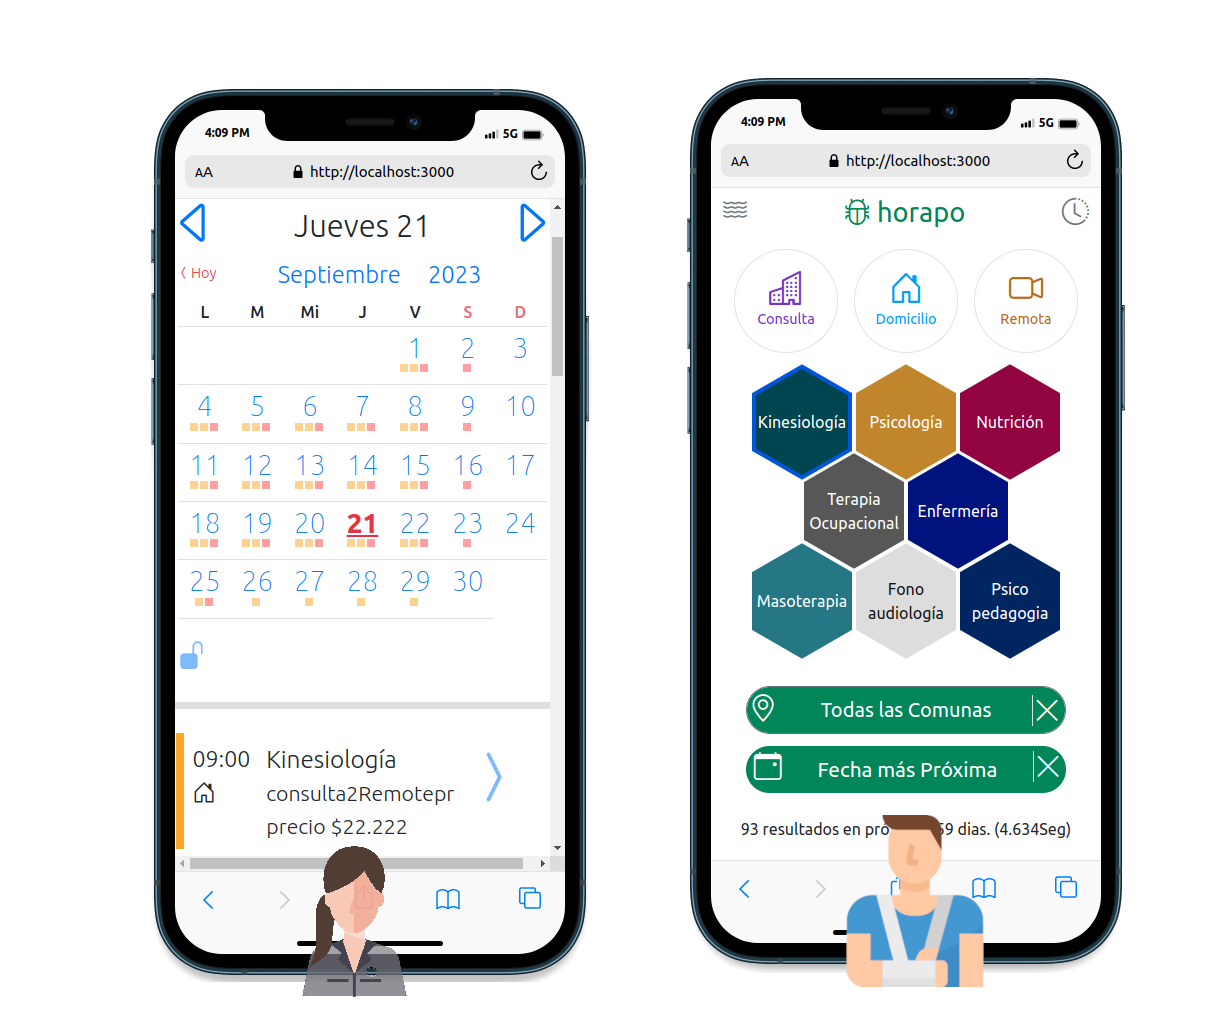 4:09 PM
5G
AA
http://localhost:3000
Jueves 21
Hoy
Septiembre 2023
L M Mi J V S D
1 2 3
4 5 6 7 8 9 10
11 12 13 14 15 16 17
18 19 20 21 22 23 24
25 26 27 28 29 30
09:00 Kinesiología
consulta2Remotepr
precio $22.222
4:09 PM
5G
AA
http://localhost:3000
horapo
Consulta
Domicilio
Remota
Kinesiología
Psicología
Nutrición
Terapia
Ocupacional
Enfermería
Masoterapia
Fono
audiología
Psico
pedagogia
Todas las Comunas
Fecha más Próxima
93 resultados en pró 59 dias. (4.634Seg)